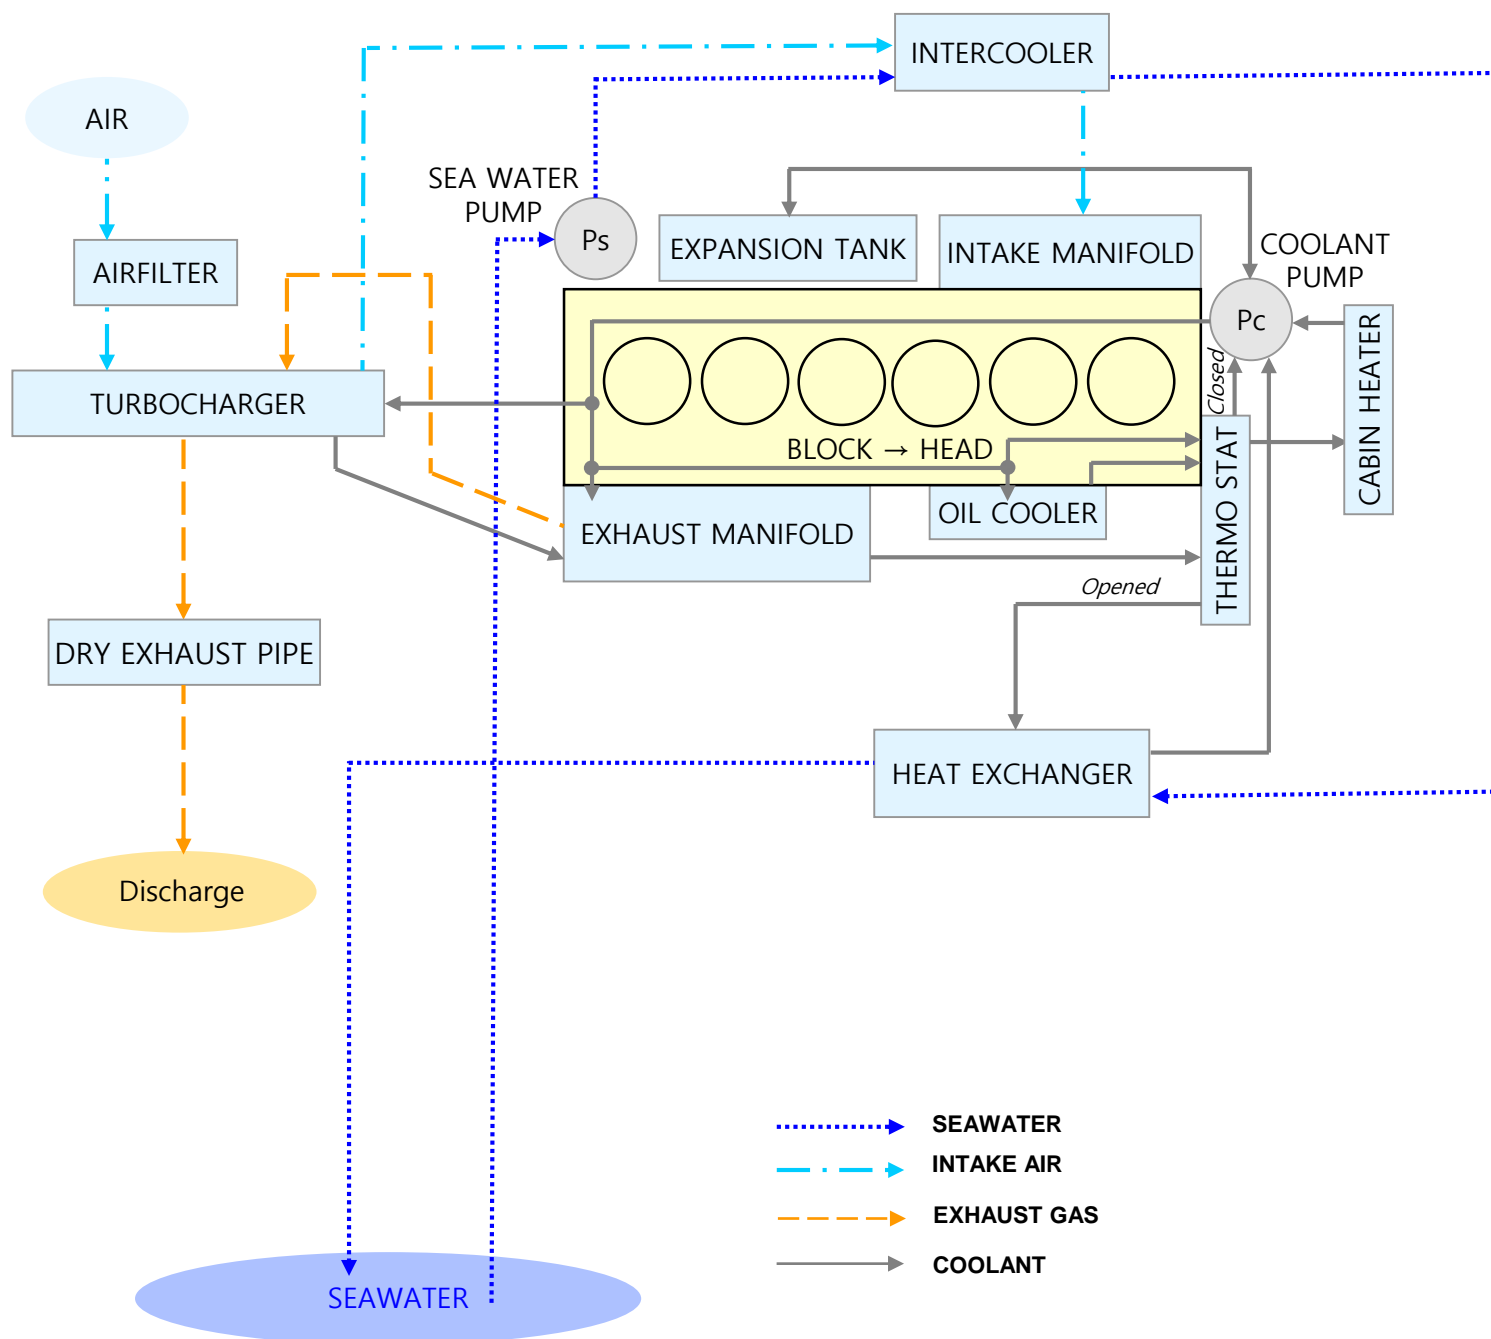 INTERCOOLER
AIR
SEA WATER
PUMP
Ps
EXPANSION TANK
INTAKE MANIFOLD
COOLANT
PUMP
AIRFILTER
Pc
CABIN HEATER
Closed
TURBOCHARGER
BLOCK → HEAD
THERMO STAT
OIL COOLER
EXHAUST MANIFOLD
Opened
DRY EXHAUST PIPE
HEAT EXCHANGER
Discharge
SEAWATER
INTAKE AIR
EXHAUST GAS
COOLANT
SEAWATER